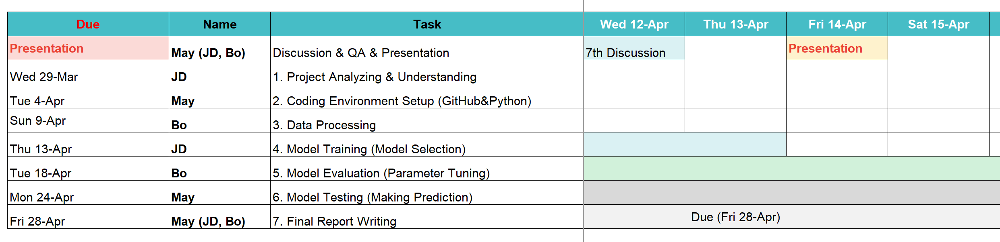 Due Name Task Wed 12-Apr Thu 13-Apr Fri 14-Apr Sat 15-Apr
Presentation May (JD, Bo) Discussion & QA & Presentation 7th Discussion Presentation
Wed 29-Mar JD 1. Project Analyzing & Understanding
Tue 4-Apr May 2. Coding Environment Setup (GitHub&Python)
Sun 9-Apr Bo 3. Data Processing
Thu 13-Apr JD 4. Model Training (Model Selection)
Tue 18-Apr Bo 5. Model Evaluation (Parameter Tuning)
Mon 24-Apr May 6. Model Testing (Making Prediction)
Fri 28-Apr May (JD, Bo) 7. Final Report Writing Due (Fri 28-Apr)